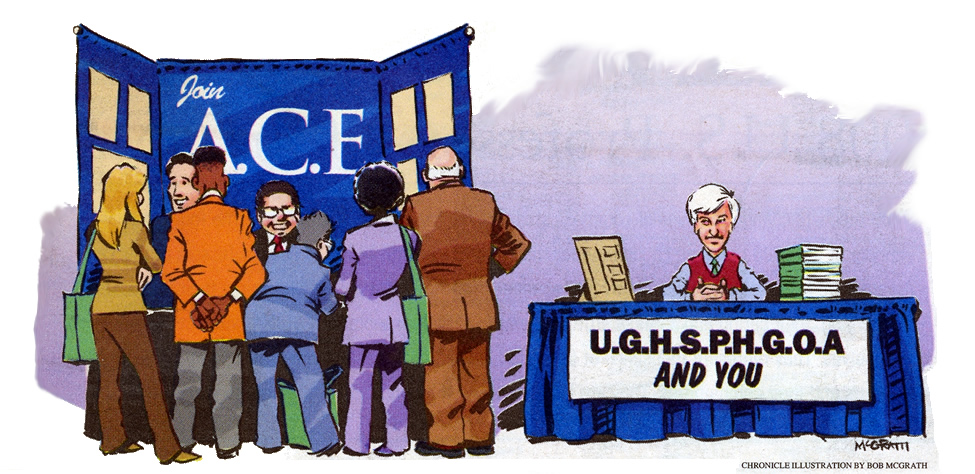 Join
A.C.E
U.G.H.S.P.H.G.O.A
AND YOU
McGRATH
CHRONICLE ILLUSTRATION BY BOB MCGRATH